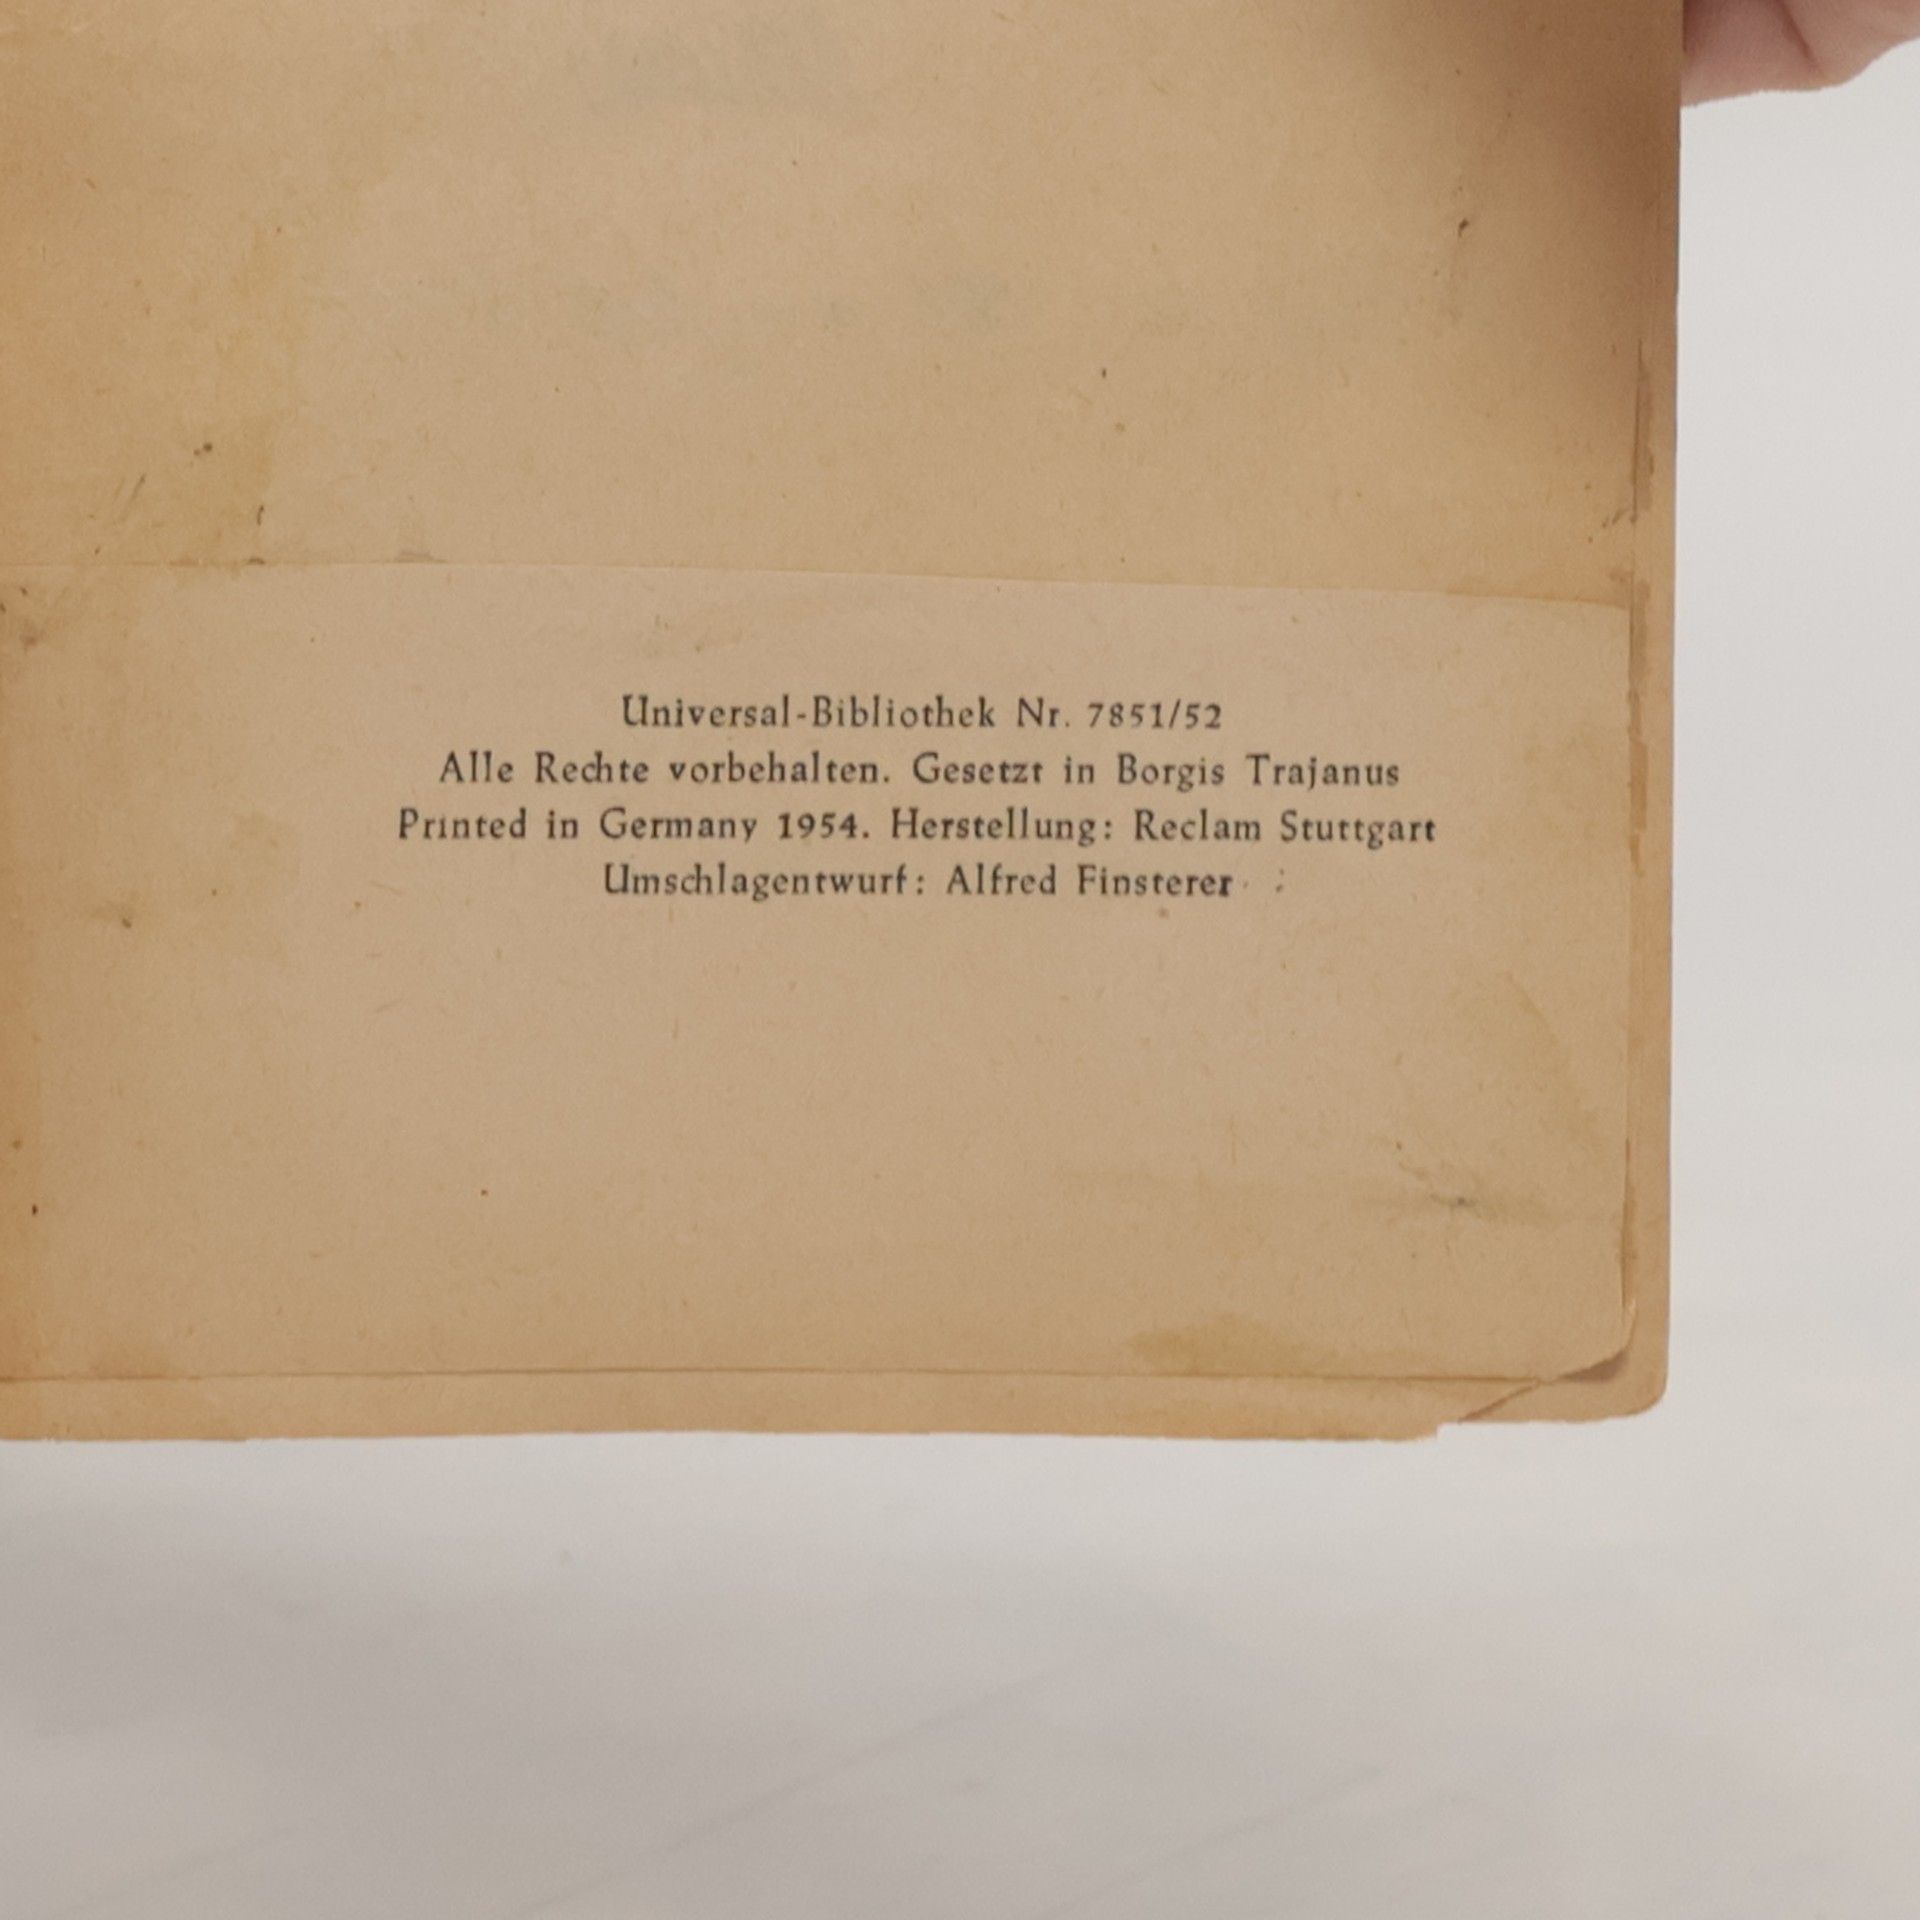 Universal-Bibliothek Nr. 7851/52
Alle Rechte vorbehalten. Gesetzt in Borgis Trajanus
Printed in Germany 1954. Herstellung: Reclam Stuttgart
Umschlagentwurf: Alfred Finsterer